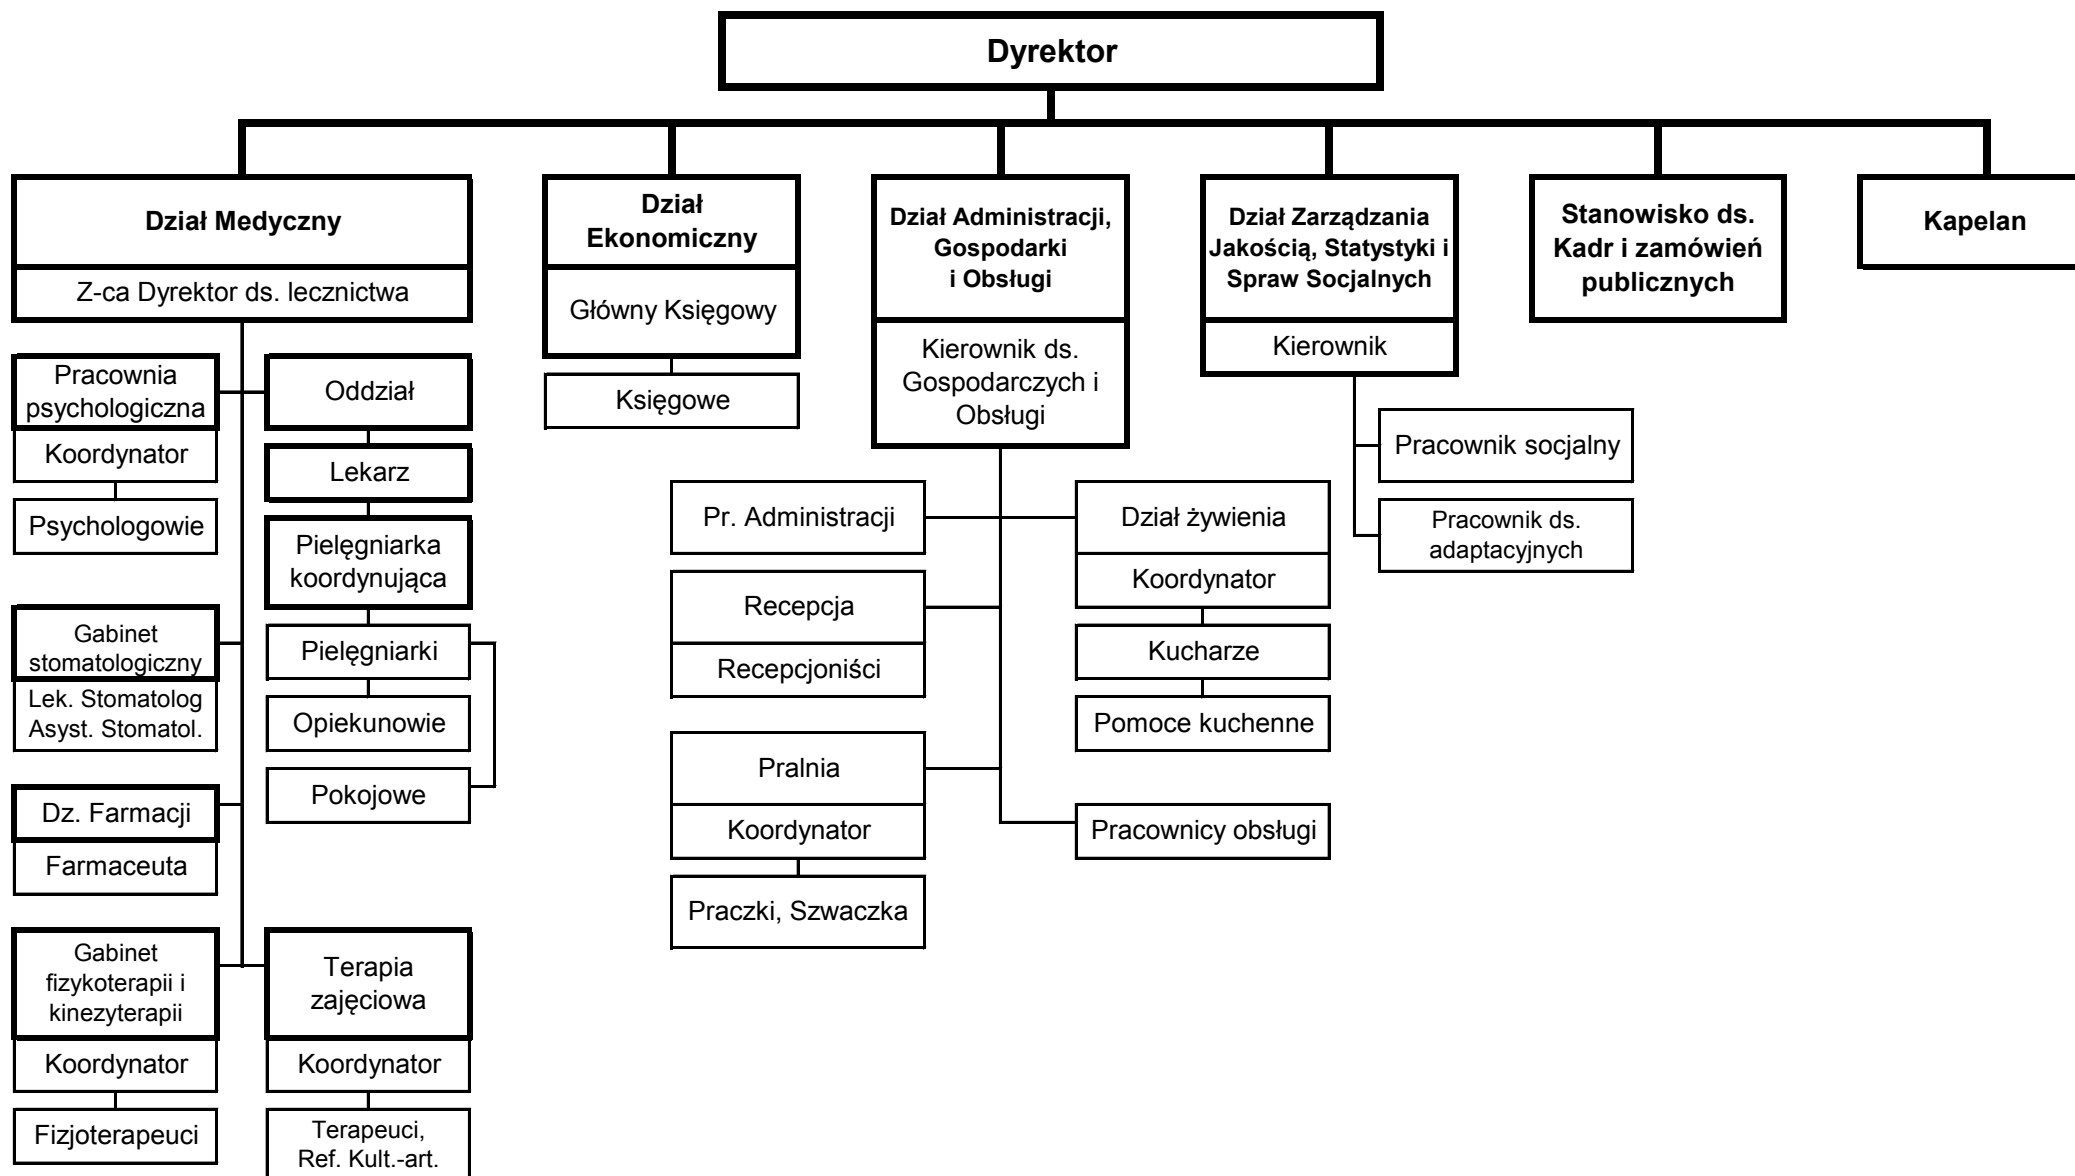 Dyrektor
Dział Medyczny
Z-ca Dyrektor ds. lecznictwa
Dział
Ekonomiczny
Główny Księgowy
Księgowe
Dział Administracji,
Gospodarki
i Obsługi
Kierownik ds.
Gospodarczych i
Obsługi
Dział Zarządzania
Jakością, Statystyki i
Spraw Socjalnych
Kierownik
Stanowisko ds.
Kadr i zamówień
publicznych
Kapelan
Pracownia
psychologiczna
Koordynator
Psychologowie
Oddział
Lekarz
Pielęgniarka
koordynująca
Pielęgniarki
Opiekunowie
Pokojowe
Gabinet
stomatologiczny
Lek. Stomatolog
Asyst. Stomatol.
Dz. Farmacji
Farmaceuta
Gabinet
fizykoterapii i
kinezyterapii
Koordynator
Fizjoterapeuci
Terapia
zajęciowa
Koordynator
Terapeuci,
Ref. Kult.-art.
Pr. Administracji
Recepcja
Recepcjoniści
Pralnia
Koordynator
Praczki, Szwaczka
Dział żywienia
Koordynator
Kucharze
Pomoce kuchenne
Pracownicy obsługi
Pracownik socjalny
Pracownik ds.
adaptacyjnych